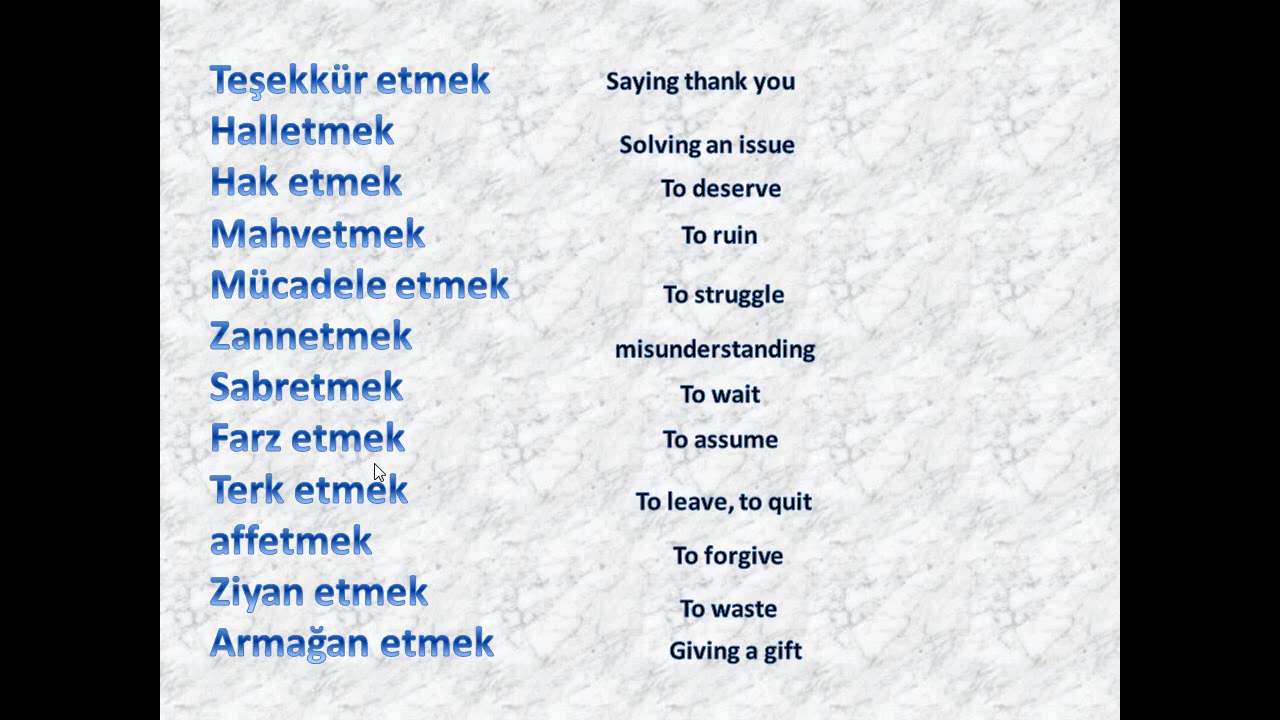 Teşekkür etmek Saying thank you
Halletmek Solving an issue
Hak etmek To deserve
Mahvetmek To ruin
Mücadele etmek To struggle
Zannetmek misunderstanding
Sabretmek To wait
Farz etmek To assume
Terk etmek To leave, to quit
affetmek To forgive
Ziyan etmek To waste
Armağan etmek Giving a gift